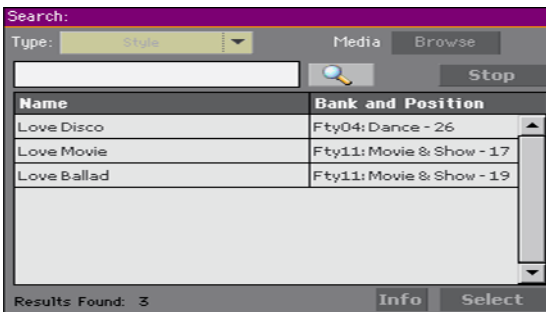 Search:
Type: Style Media Browse
Stop
Name Bank and Position
Love Disco Fty04: Dance - 26
Love Movie Fty11: Movie & Show - 17
Love Ballad Fty11: Movie & Show - 19
Results Found: 3 Info Select